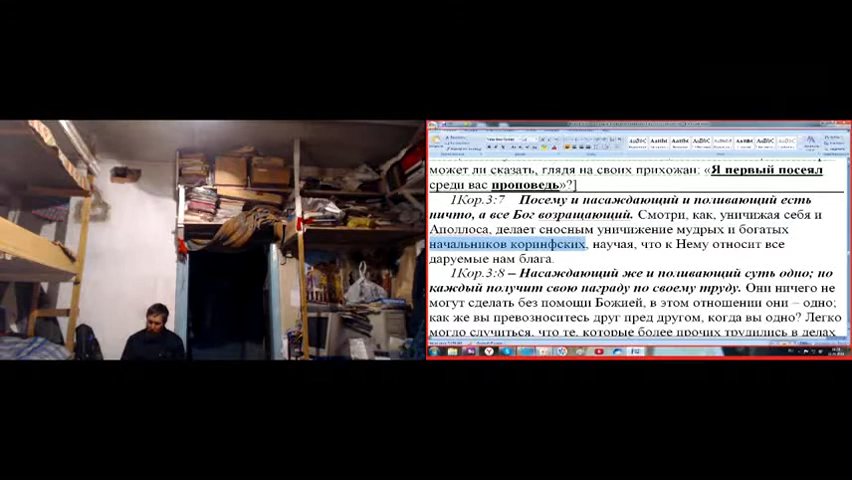 может ли сказать, глядя на своих прихожан: «Я первый посеял
среди вас проповедь»?]
1Кор.3:7 Посему и насаждающий и поливающий есть
ничто, а все Бог возращающий. Смотри, как, уничижая себя и
Аполлоса, делает сносным уничижение мудрых и богатых
начальников коринфских, научая, что к Нему относит все
даруемые нам блага.
1Кор.3:8 – Насаждающий же и поливающий суть одно; но
каждый получит свою награду по своему труду. Они ничего не
могут сделать без помощи Божией, в этом отношении они – одно;
как же вы превозноситесь друг пред другом, когда вы одно? Легко
могло случиться, что те, которые более прочих трудились в делах